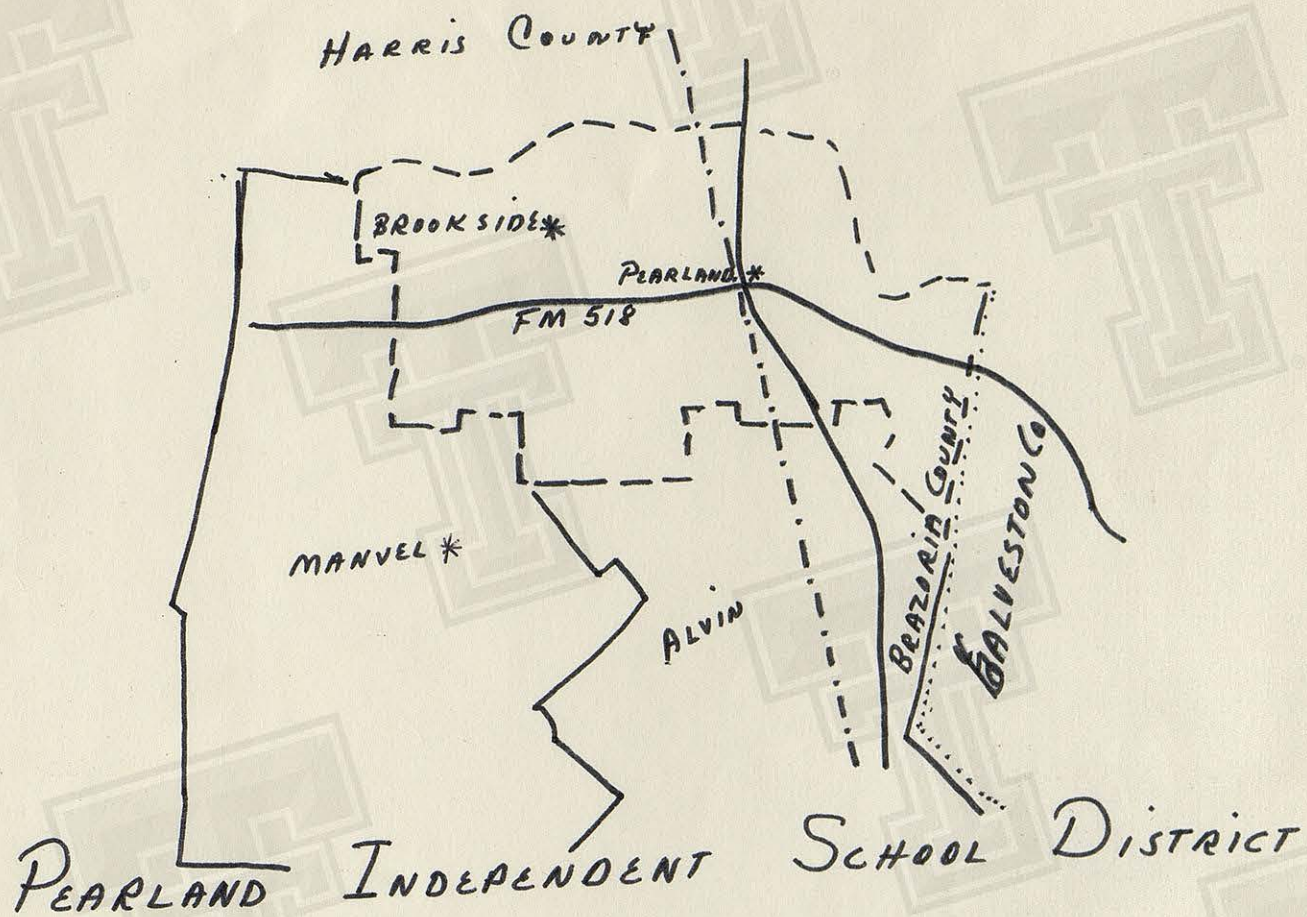 HARRIS COUNTY
BROOKSIDE*
PEARLAND *
FM 518
MANVEL *
ALVIN
BRAZORIA COUNTY
GALVESTON CO
PEARLAND INDEPENDENT SCHOOL DISTRICT